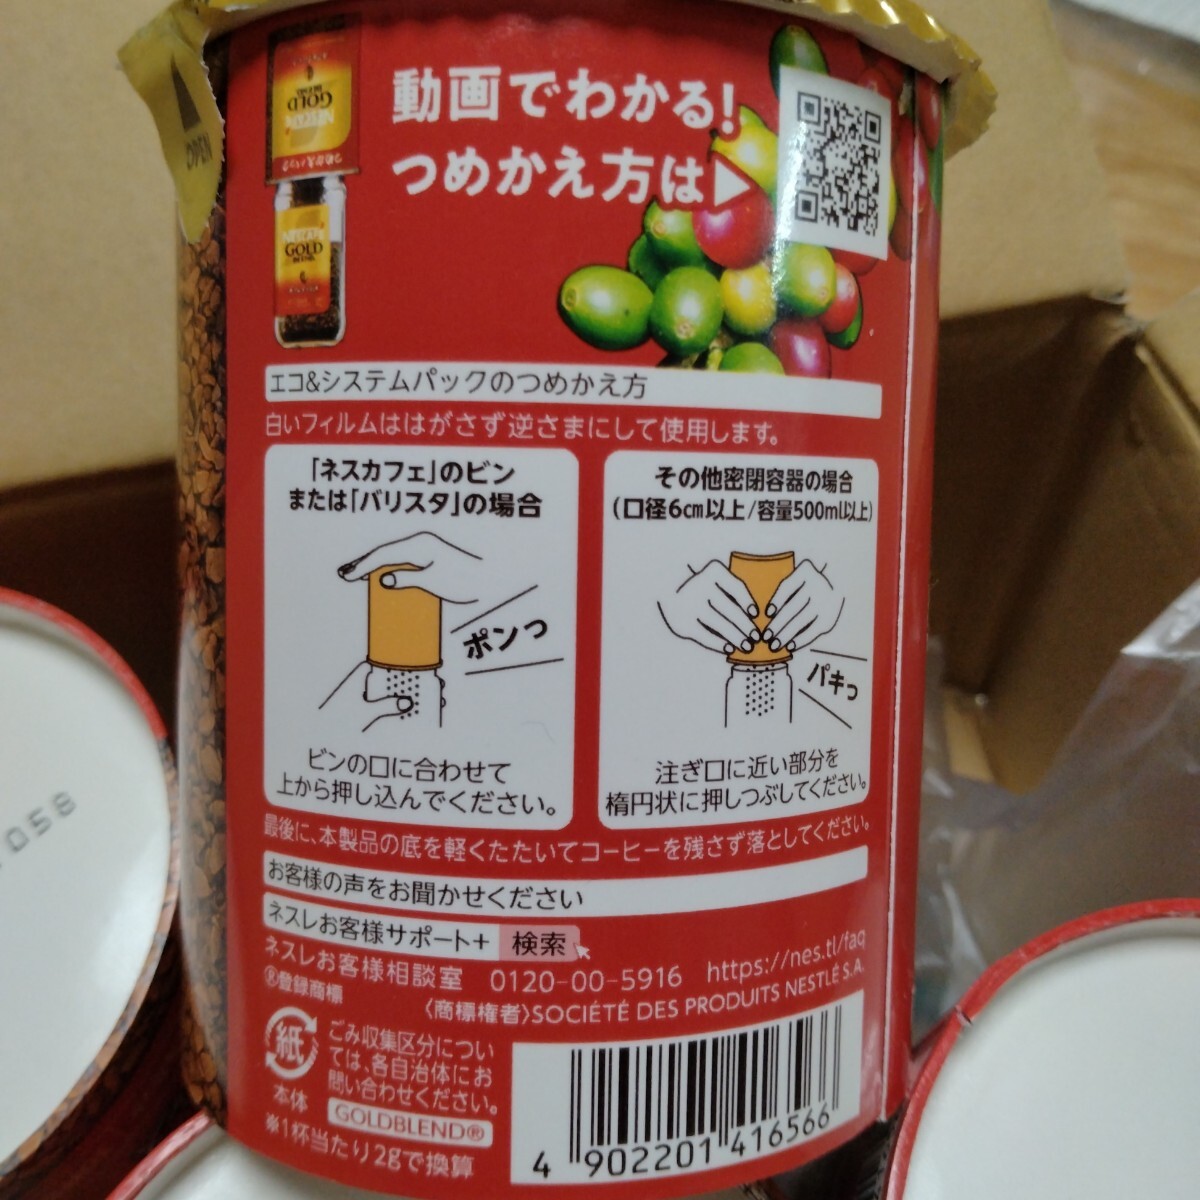 OPEN
GOLD
BLEND
NESCAFÉ
つめかえパック
GOLD
BLEND
動画でわかる!
つめかえ方は▶
エコ&システムパックのつめかえ方
白いフィルムははがさず逆さまにして使用します。
「ネスカフェ」のビン
または「バリスタ」の場合
ポンっ
ビンの口に合わせて
上から押し込んでください。
その他密閉容器の場合
(口径6cm以上/容量500ml以上)
パキっ
注ぎ口に近い部分を
楕円状に押しつぶしてください。
最後に、本製品の底を軽くたたいてコーヒーを残さず落としてください。
お客様の声をお聞かせください
ネスレお客様サポート+ 検索
ネスレお客様相談室 0120-00-5916 https://nes.tl/faq
®登録商標 〈商標権者〉SOCIÉTÉ DES PRODUITS NESTLÉ S.A.
紙
本体
ごみ収集区分につい
ては、各自治体にお
問い合わせください。
GOLDBLEND®
※1杯当たり2gで換算
4 902201 416566
058